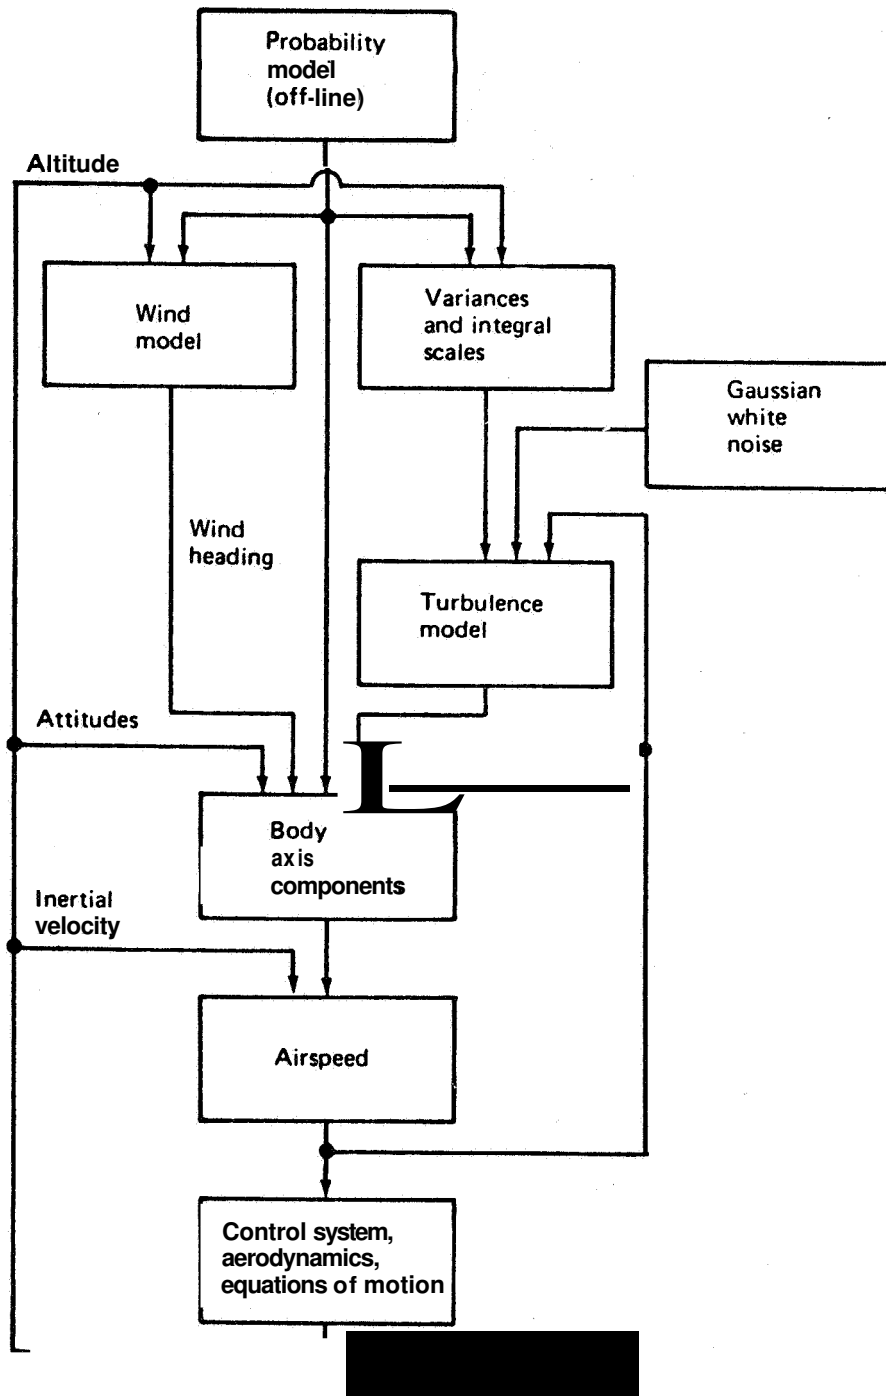 Probability
model
(off-line)
Altitude
Wind
model
Variances
and integral
scales
Gaussian
white
noise
Wind
heading
Turbulence
model
Attitudes
L
Body
axis
components
Inertial
velocity
Airspeed
Control system,
aerodynamics,
equations of motion